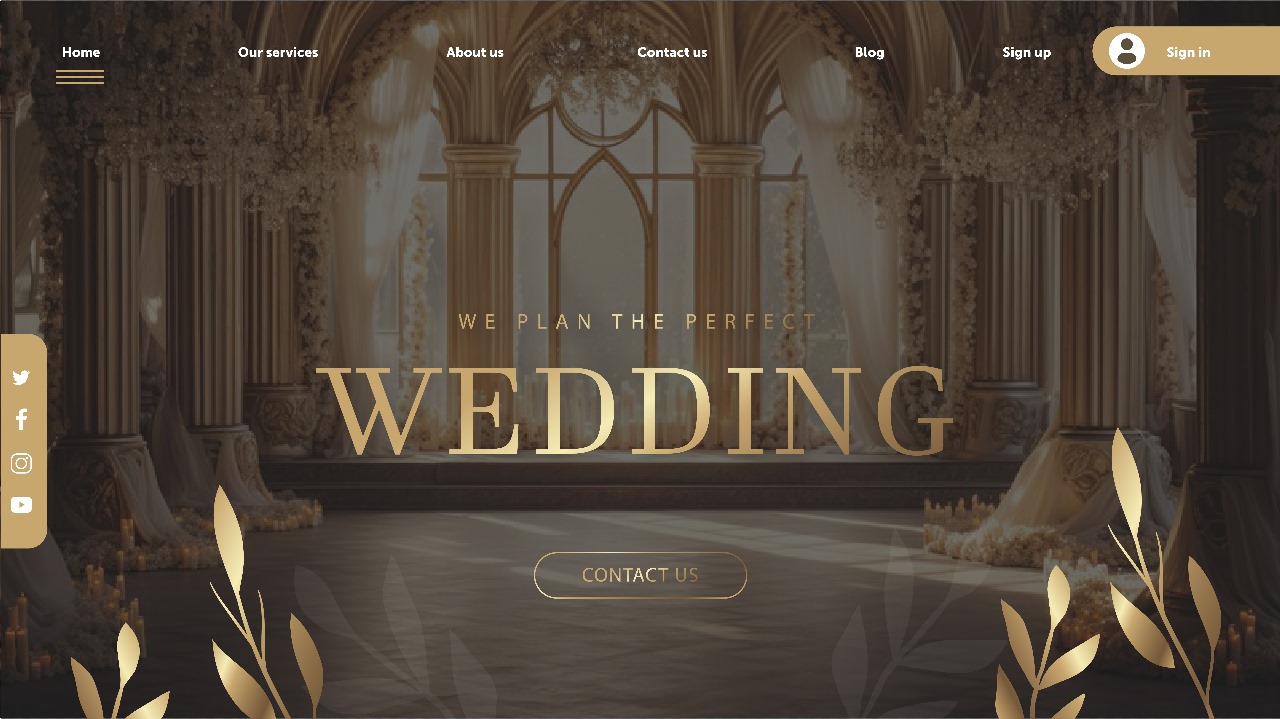 Home Our services About us Contact us Blog Sign up Sign in
WE PLAN THE PERFECT
WEDDING
CONTACT US